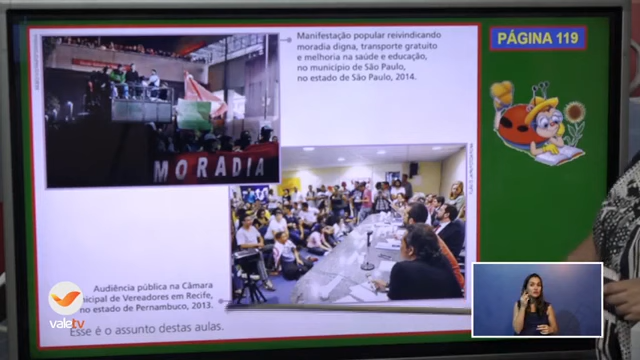 Manifestação popular reivindicando
moradia digna, transporte gratuito
e melhoria na saúde e educação,
no município de São Paulo,
no estado de São Paulo, 2014.
PÁGINA 119
MORADIA
Audiência pública na Câmara
nicipal de Vereadores em Recife,
no estado de Pernambuco, 2013.
Esse é o assunto destas aulas.
valetv